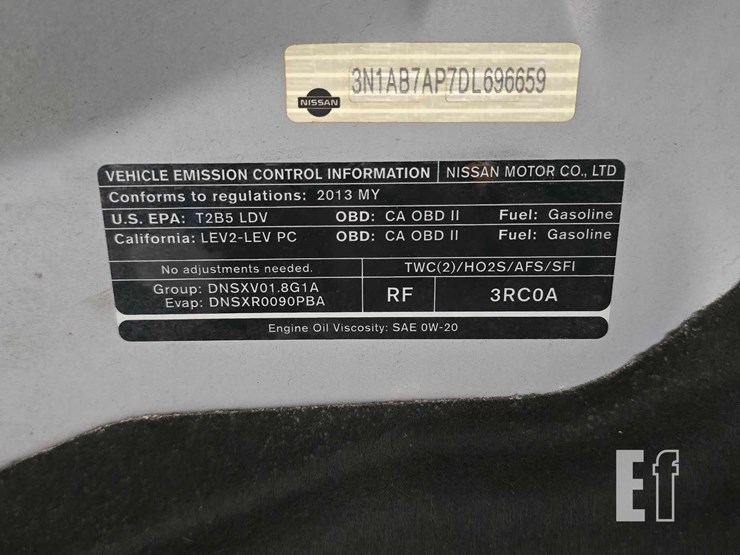 3N1AB7AP7DL696659
NISSAN
VEHICLE EMISSION CONTROL INFORMATION NISSAN MOTOR CO., LTD
Conforms to regulations: 2013 MY
U.S. EPA: T2B5 LDV OBD: CA OBD II Fuel: Gasoline
California: LEV2-LEV PC OBD: CA OBD II Fuel: Gasoline
No adjustments needed. TWC(2)/HO2S/AFS/SFI
Group: DNSXV01.8G1A
Evap: DNSXR0090PBA
RF 3RC0A
Engine Oil Viscosity: SAE 0W-20
Ef